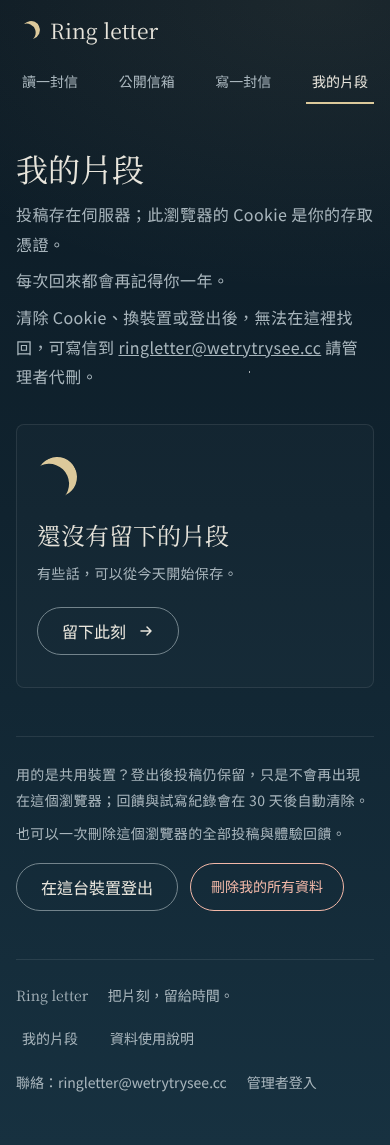 Ring letter
讀一封信 公開信箱 寫一封信 我的片段
我的片段
投稿存在伺服器；此瀏覽器的 Cookie 是你的存取
憑證。
每次回來都會再記得你一年。
清除 Cookie、換裝置或登出後，無法在這裡找
回，可寫信到 ringletter@wetrytrysee.cc 請管
理者代刪。
還沒有留下的片段
有些話，可以從今天開始保存。
留下此刻 →
用的是共用裝置？登出後投稿仍保留，只是不會再出現
在這個瀏覽器；回饋與試寫紀錄會在 30 天後自動清除。
也可以一次刪除這個瀏覽器的全部投稿與體驗回饋。
在這台裝置登出 刪除我的所有資料
Ring letter 把片刻，留給時間。
我的片段 資料使用說明
聯絡：ringletter@wetrytrysee.cc 管理者登入